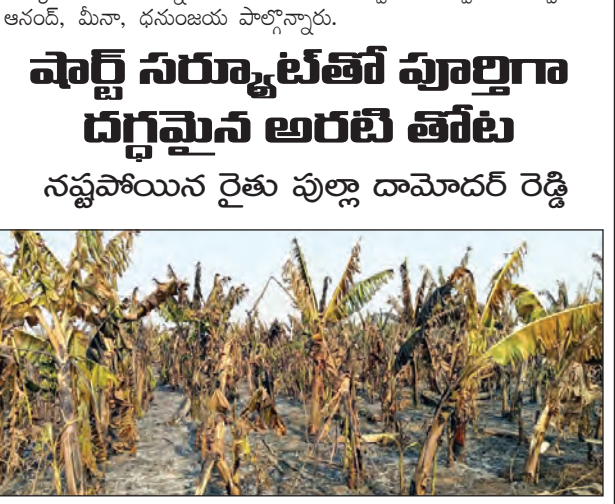 ఆనంద్, మీనా, ధనుంజయ పాల్గొన్నారు.
షార్ట్ సర్క్యూట్‌తో పూర్తిగా
దగ్ధమైన అరటి తోట
నష్టపోయిన రైతు పుల్లా దామోదర్ రెడ్డి